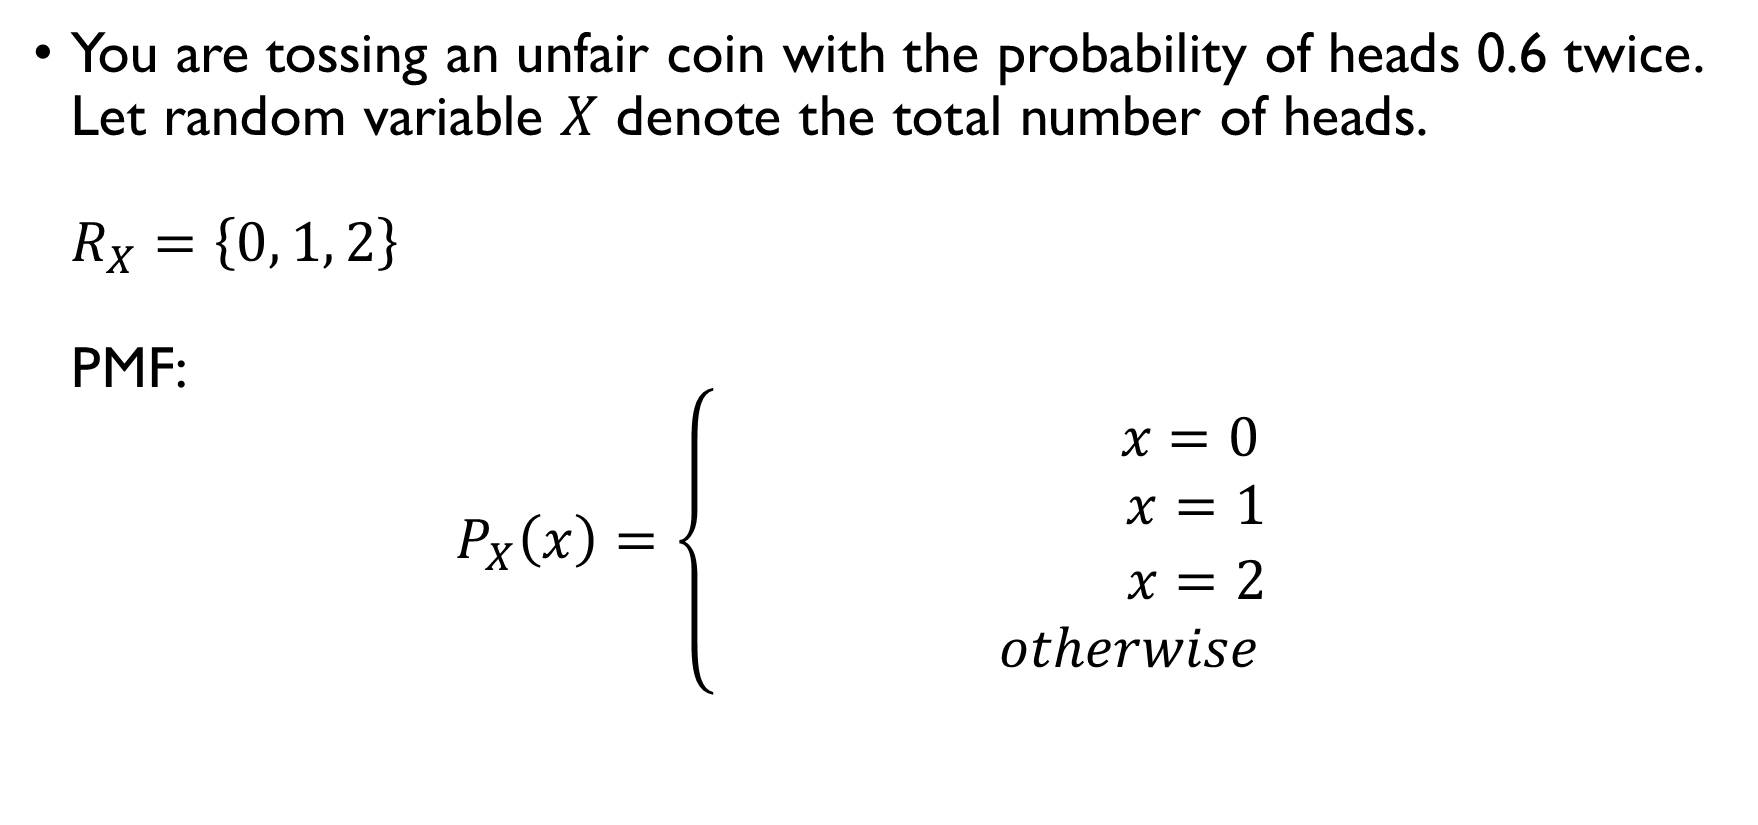 • You are tossing an unfair coin with the probability of heads 0.6 twice.
Let random variable X denote the total number of heads.
R_X = {0, 1, 2}
PMF:
x = 0
x = 1
P_X(x) = {
x = 2
otherwise